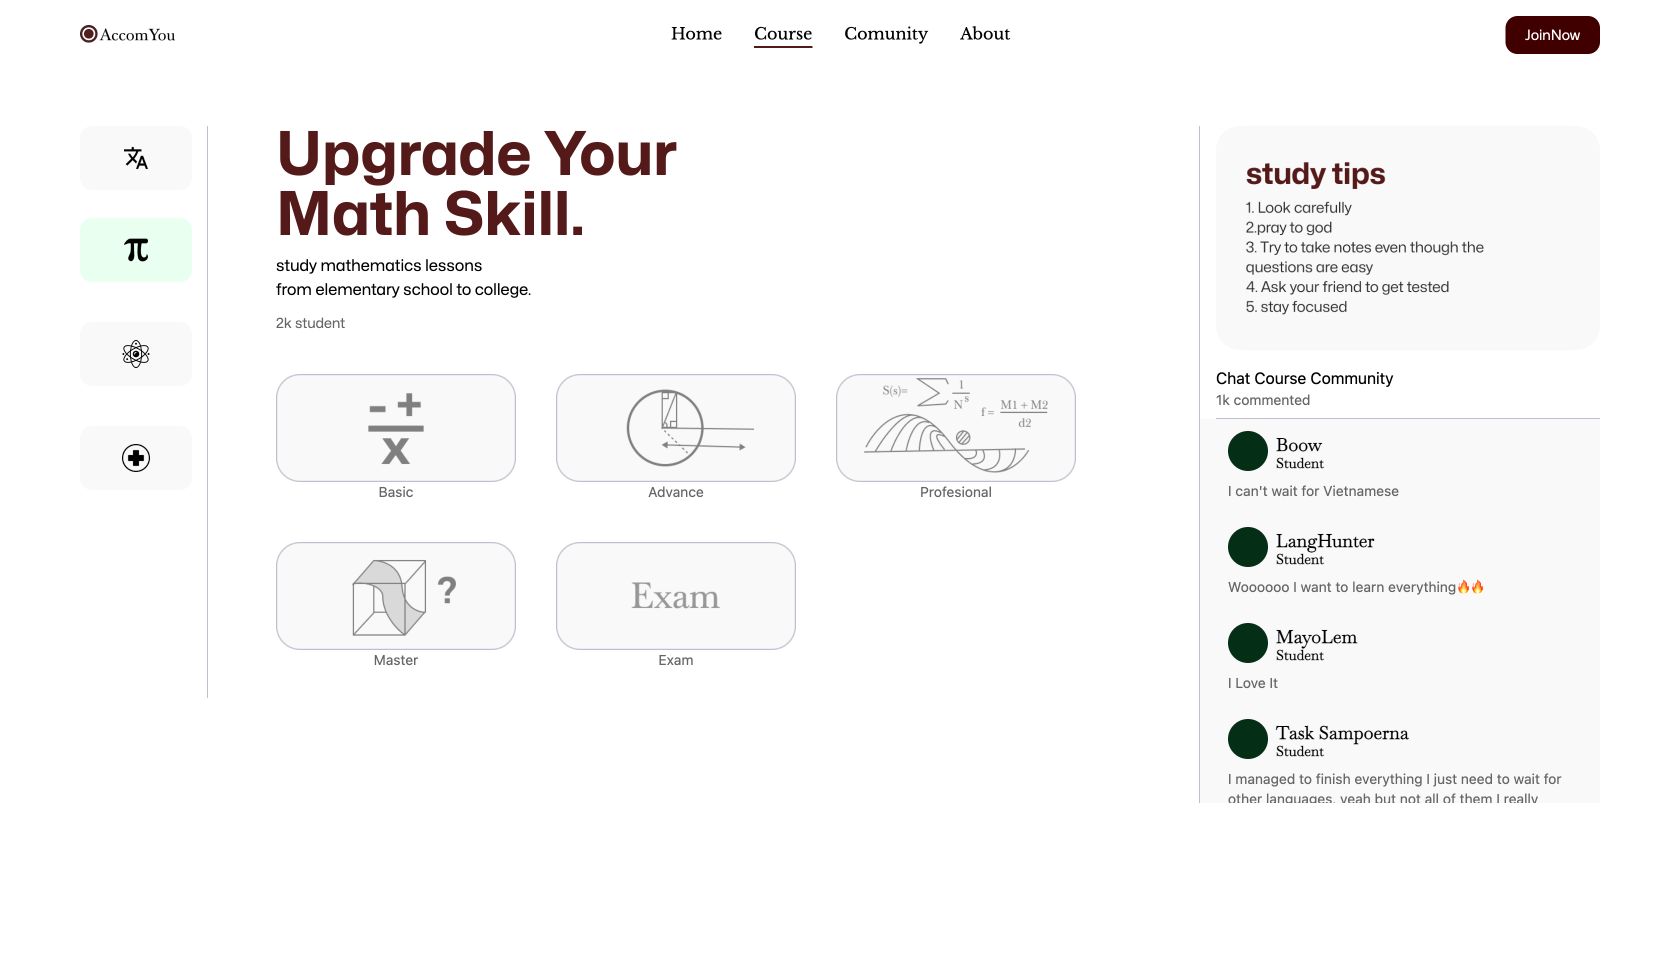 AccomYou
Home
Course
Comunity
About
JoinNow
Upgrade Your
Math Skill.
study mathematics lessons
from elementary school to college.
2k student
- +
x
Basic
Advance
S(s)= ∑ 1
N s
f = M1 + M2
d2
Profesional
?
Master
Exam
Exam
study tips
1. Look carefully
2.pray to god
3. Try to take notes even though the
questions are easy
4. Ask your friend to get tested
5. stay focused
Chat Course Community
1k commented
Boow
Student
I can't wait for Vietnamese
LangHunter
Student
Woooooo I want to learn everything🔥🔥
MayoLem
Student
I Love It
Task Sampoerna
Student
I managed to finish everything I just need to wait for
other languages, yeah but not all of them I really